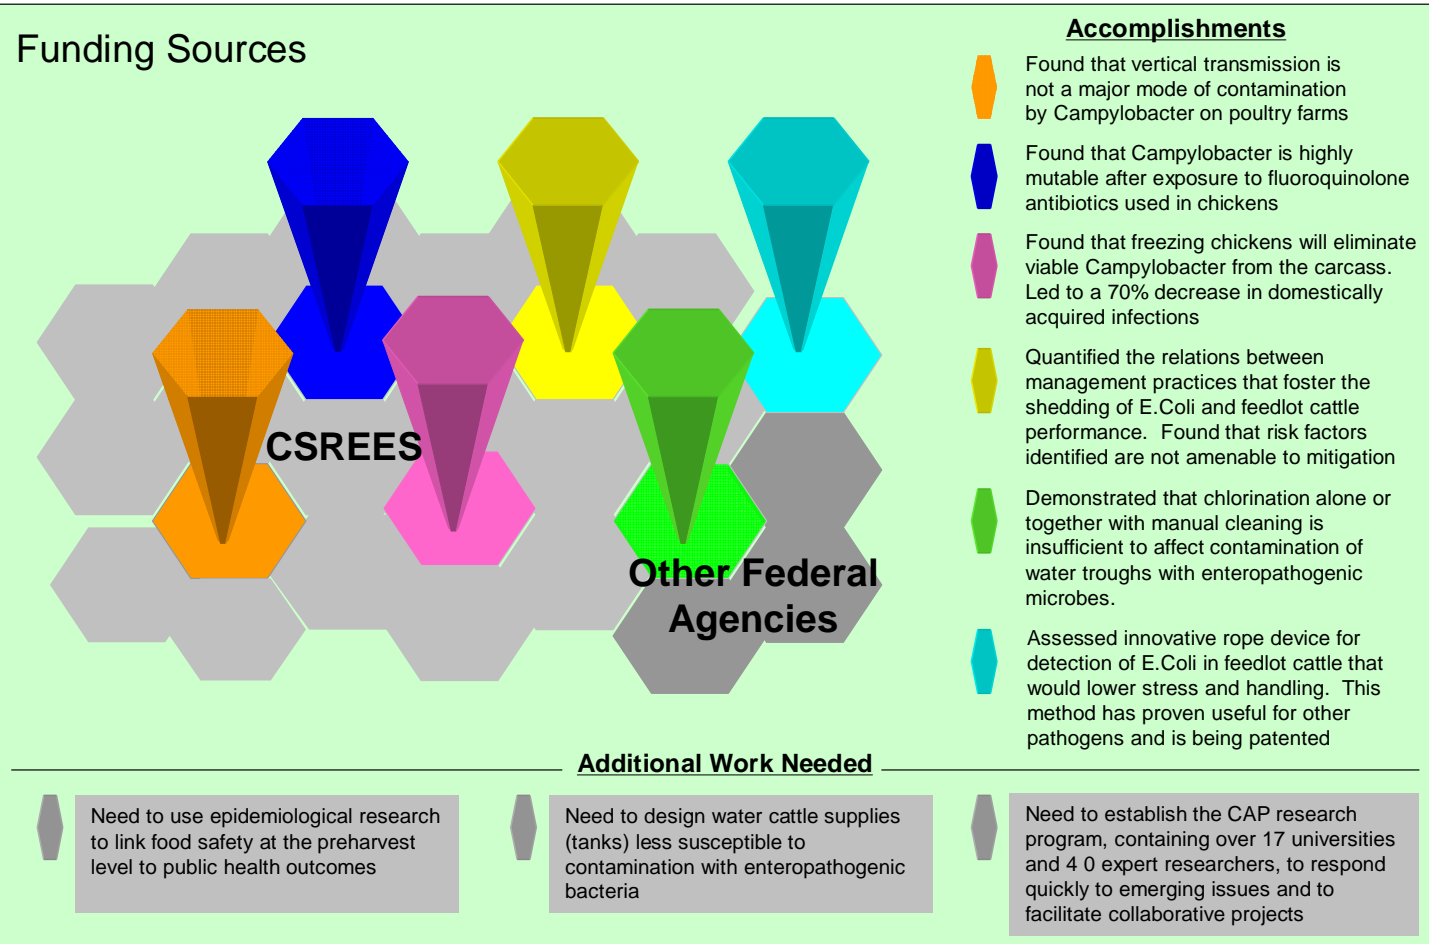 Funding Sources
CSREES
Other Federal
Agencies
Accomplishments
Found that vertical transmission is
not a major mode of contamination
by Campylobacter on poultry farms
Found that Campylobacter is highly
mutable after exposure to fluoroquinolone
antibiotics used in chickens
Found that freezing chickens will eliminate
viable Campylobacter from the carcass.
Led to a 70% decrease in domestically
acquired infections
Quantified the relations between
management practices that foster the
shedding of E.Coli and feedlot cattle
performance.  Found that risk factors
identified are not amenable to mitigation
Demonstrated that chlorination alone or
together with manual cleaning is
insufficient to affect contamination of
water troughs with enteropathogenic
microbes.
Assessed innovative rope device for
detection of E.Coli in feedlot cattle that
would lower stress and handling.  This
method has proven useful for other
pathogens and is being patented
Additional Work Needed
Need to use epidemiological research
to link food safety at the preharvest
level to public health outcomes
Need to design water cattle supplies
(tanks) less susceptible to
contamination with enteropathogenic
bacteria
Need to establish the CAP research
program, containing over 17 universities
and 4 0 expert researchers, to respond
quickly to emerging issues and to
facilitate collaborative projects